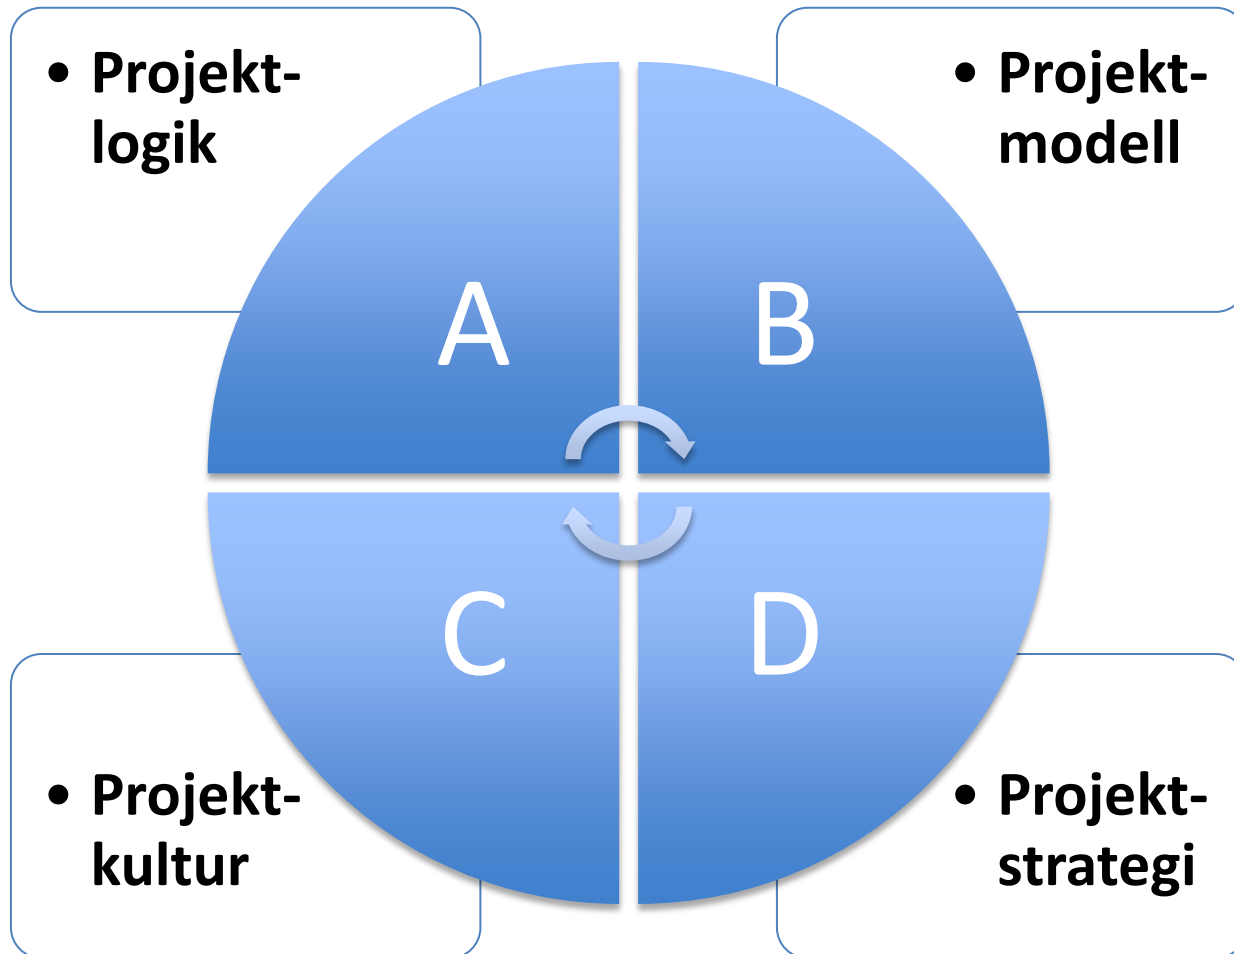 • Projekt-
logik
• Projekt-
modell
A
B
C
D
• Projekt-
kultur
• Projekt-
strategi